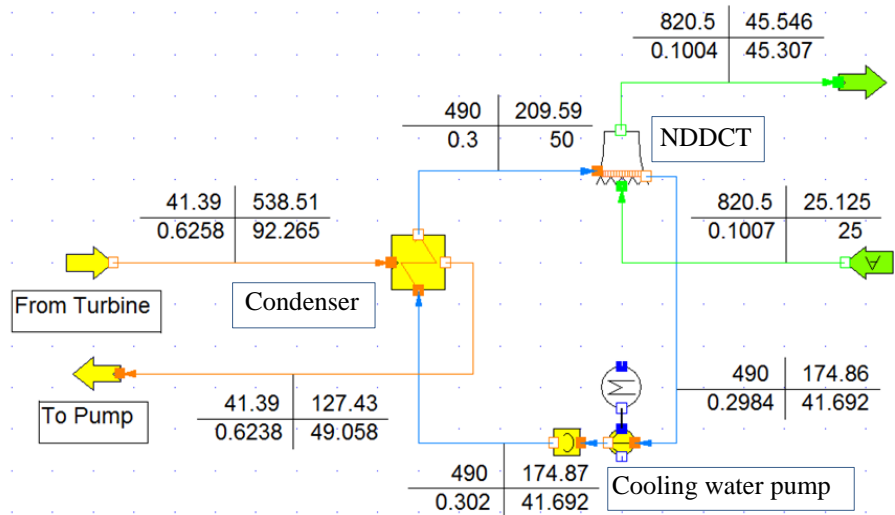 820.5 45.546
0.1004 45.307
490 209.59
0.3 50
NDDCT
41.39 538.51
0.6258 92.265
820.5 25.125
0.1007 25
A
From Turbine
Condenser
To Pump
41.39 127.43
0.6238 49.058
M
490 174.86
0.2984 41.692
490 174.87
0.302 41.692
Cooling water pump